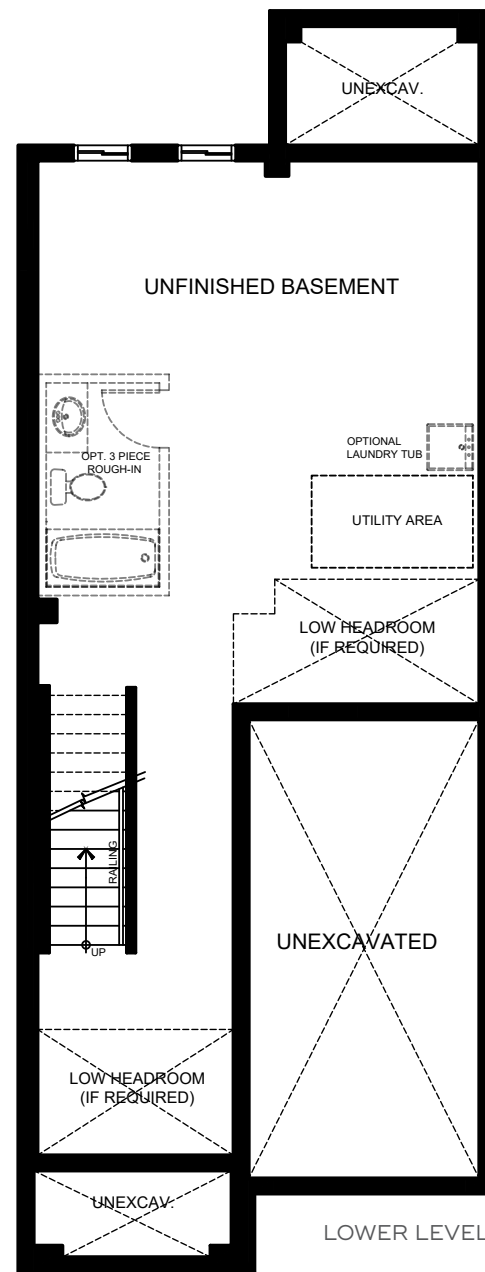 UNEXCAV.
UNFINISHED BASEMENT
OPT. 3 PIECE
ROUGH-IN
OPTIONAL
LAUNDRY TUB
UTILITY AREA
LOW HEADROOM
(IF REQUIRED)
RAILING
UP
UNEXCAVATED
LOW HEADROOM
(IF REQUIRED)
UNEXCAV.
LOWER LEVEL